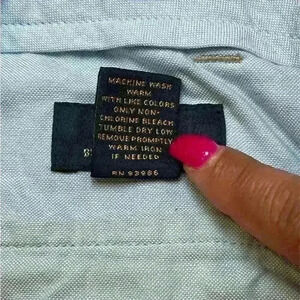 MACHINE WASH
WARM
WITH LIKE COLORS
ONLY NON-
CHLORINE BLEACH
TUMBLE DRY LOW
REMOVE PROMPTLY
WARM IRON
IF NEEDED
RN 93986